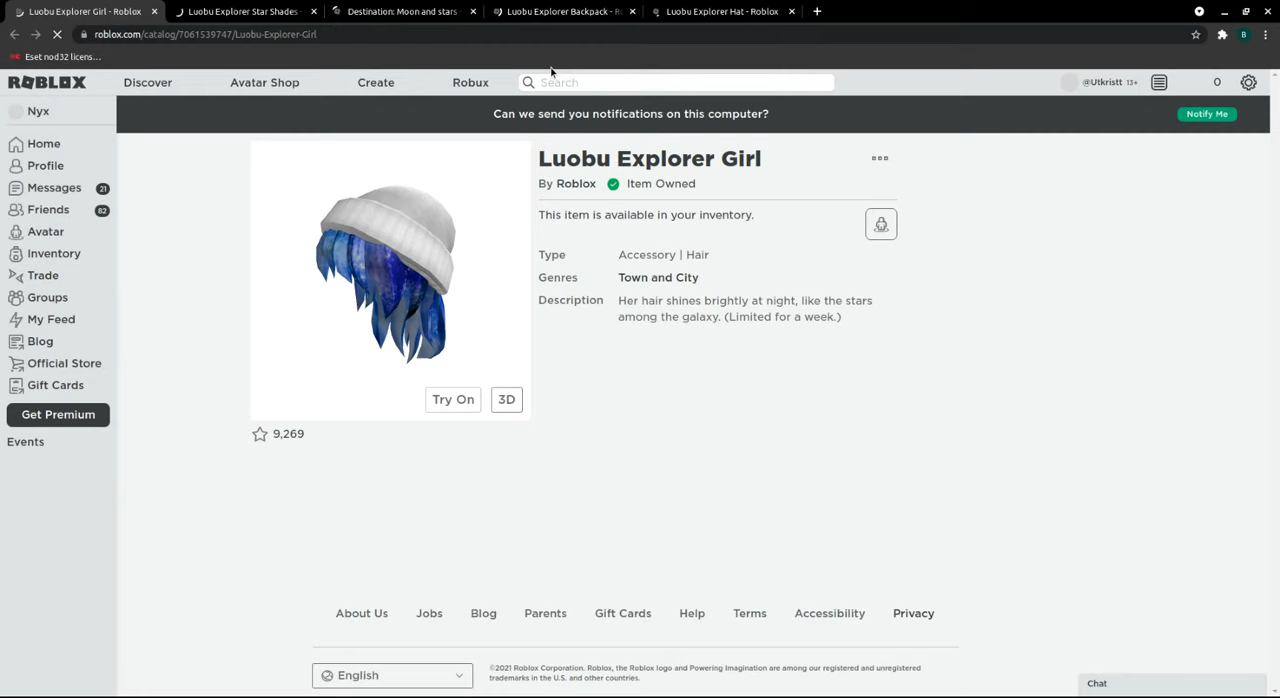 Luobu Explorer Girl - Roblox
Luobu Explorer Star Shades -
Destination: Moon and stars -
Luobu Explorer Backpack - Ro
Luobu Explorer Hat - Roblox
roblox.com/catalog/7061539747/Luobu-Explorer-Girl
B
Eset nod32 licens...
ROBLOX
Discover
Avatar Shop
Create
Robux
Search
@Utkristt 13+
0
Nyx
Can we send you notifications on this computer?
Notify Me
Home
Profile
Messages 21
Friends 82
Avatar
Inventory
Trade
Groups
My Feed
Blog
Official Store
Gift Cards
Get Premium
Events
Luobu Explorer Girl
By Roblox Item Owned
This item is available in your inventory.
Type Accessory | Hair
Genres Town and City
Description Her hair shines brightly at night, like the stars
among the galaxy. (Limited for a week.)
Try On
3D
9,269
About Us
Jobs
Blog
Parents
Gift Cards
Help
Terms
Accessibility
Privacy
English
©2021 Roblox Corporation. Roblox, the Roblox logo and Powering Imagination are among our registered and unregistered
trademarks in the U.S. and other countries.
Chat